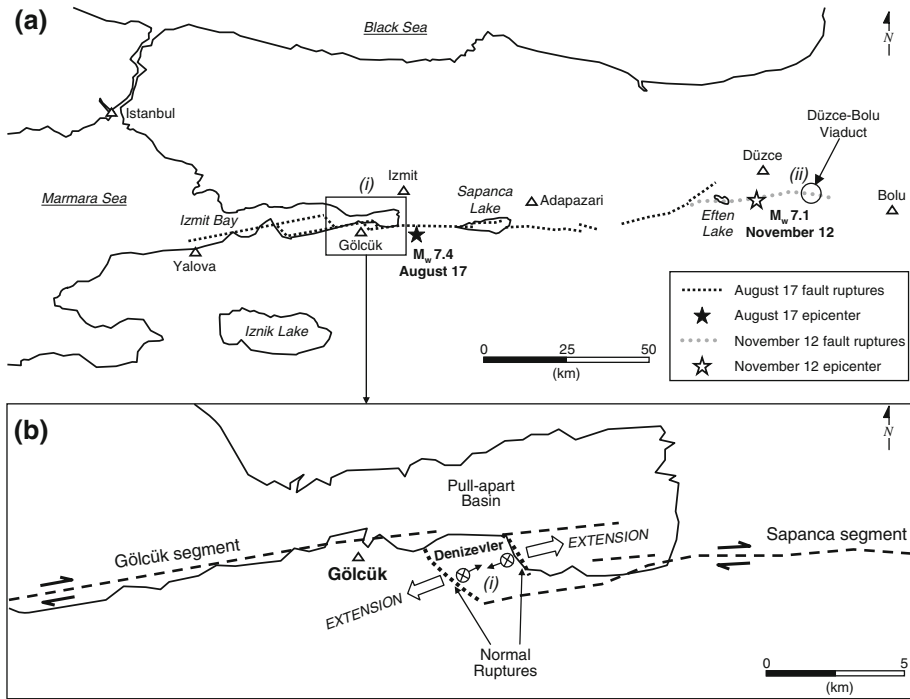 (a)
Black Sea
N
Istanbul
Düzce-Bolu
Viaduct
Marmara Sea
(i)
Izmit
Sapanca
Lake
Adapazari
Düzce
(ii)
Bolu
Izmit Bay
Gölcük
Eften
Lake
Mw 7.1
November 12
Yalova
Mw 7.4
August 17
Iznik Lake
August 17 fault ruptures
August 17 epicenter
November 12 fault ruptures
November 12 epicenter
0 25 50
(km)
(b)
N
Pull-apart
Basin
Gölcük segment
Denizevler
EXTENSION
Sapanca segment
Gölcük
(i)
EXTENSION
Normal
Ruptures
0 5
(km)